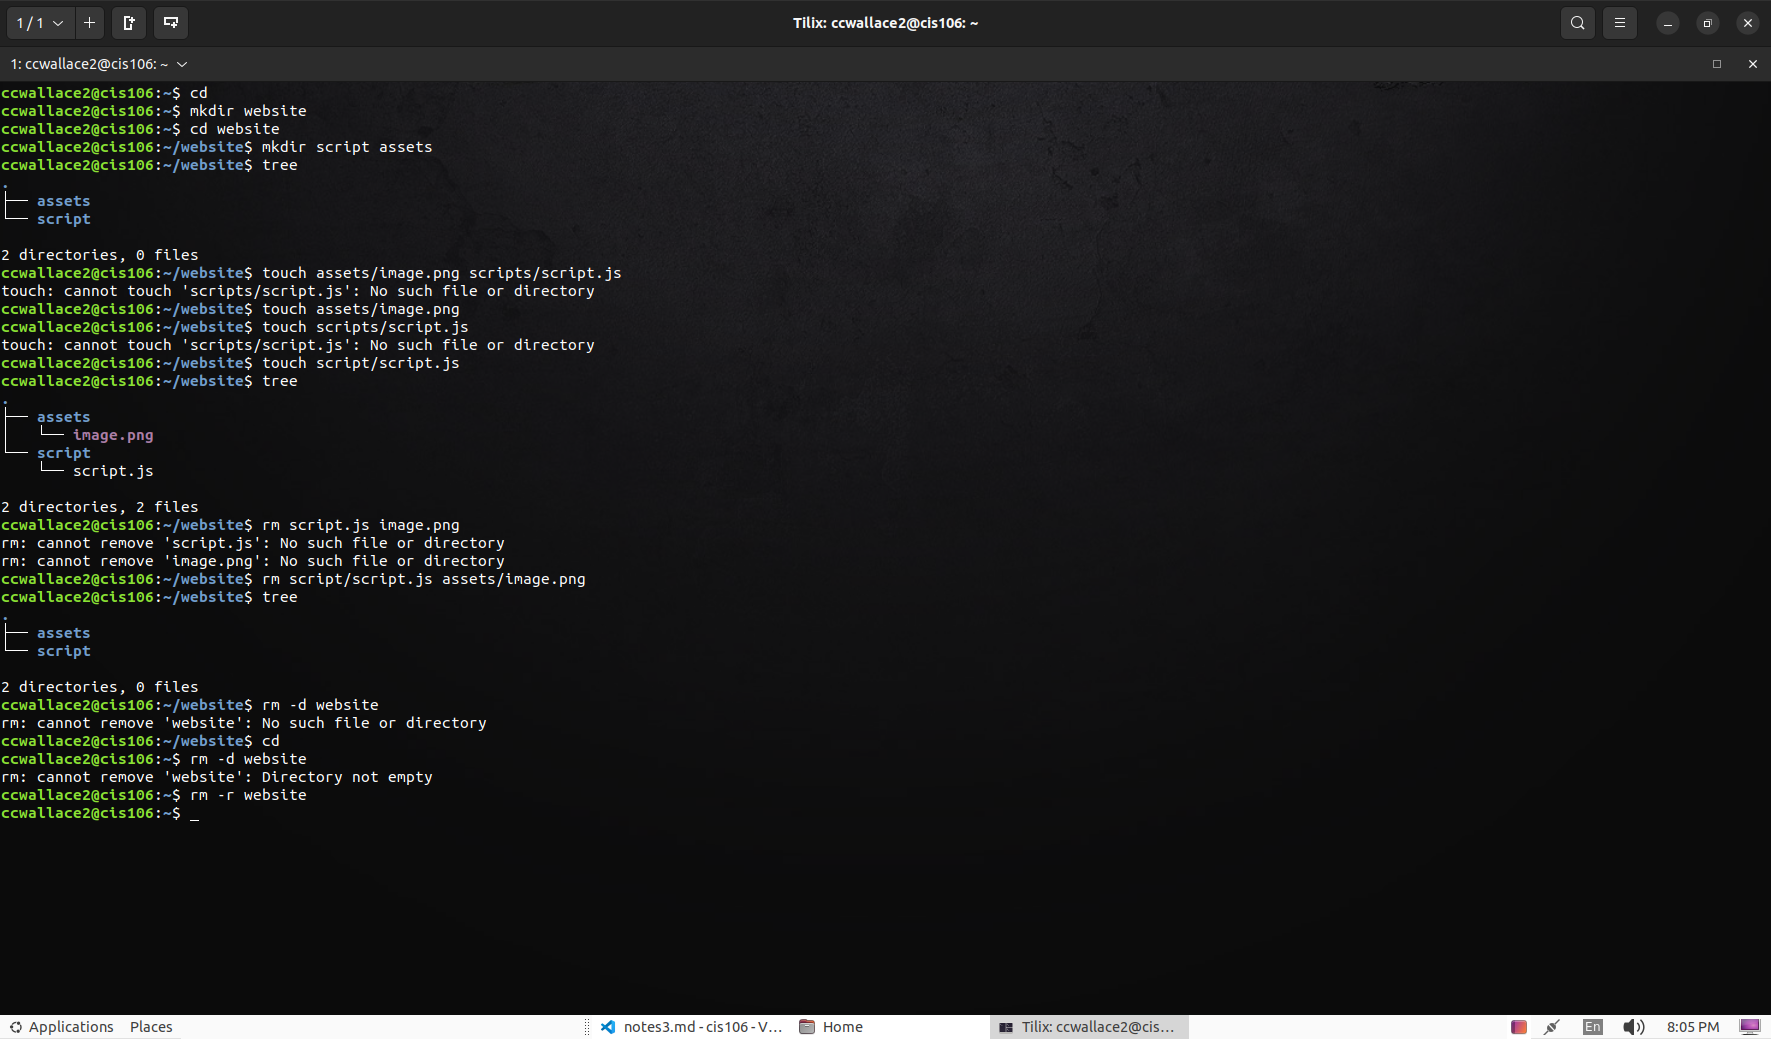 1 / 1
Tilix: ccwallace2@cis106: ~
1: ccwallace2@cis106: ~
ccwallace2@cis106:~$ cd
ccwallace2@cis106:~$ mkdir website
ccwallace2@cis106:~$ cd website
ccwallace2@cis106:~/website$ mkdir script assets
ccwallace2@cis106:~/website$ tree
.
├── assets
└── script
2 directories, 0 files
ccwallace2@cis106:~/website$ touch assets/image.png scripts/script.js
touch: cannot touch 'scripts/script.js': No such file or directory
ccwallace2@cis106:~/website$ touch assets/image.png
ccwallace2@cis106:~/website$ touch scripts/script.js
touch: cannot touch 'scripts/script.js': No such file or directory
ccwallace2@cis106:~/website$ touch script/script.js
ccwallace2@cis106:~/website$ tree
.
├── assets
│   └── image.png
└── script
    └── script.js
2 directories, 2 files
ccwallace2@cis106:~/website$ rm script.js image.png
rm: cannot remove 'script.js': No such file or directory
rm: cannot remove 'image.png': No such file or directory
ccwallace2@cis106:~/website$ rm script/script.js assets/image.png
ccwallace2@cis106:~/website$ tree
.
├── assets
└── script
2 directories, 0 files
ccwallace2@cis106:~/website$ rm -d website
rm: cannot remove 'website': No such file or directory
ccwallace2@cis106:~/website$ cd
ccwallace2@cis106:~$ rm -d website
rm: cannot remove 'website': Directory not empty
ccwallace2@cis106:~$ rm -r website
ccwallace2@cis106:~$ _
Applications Places notes3.md - cis106 - V... Home Tilix: ccwallace2@cis... En 8:05 PM